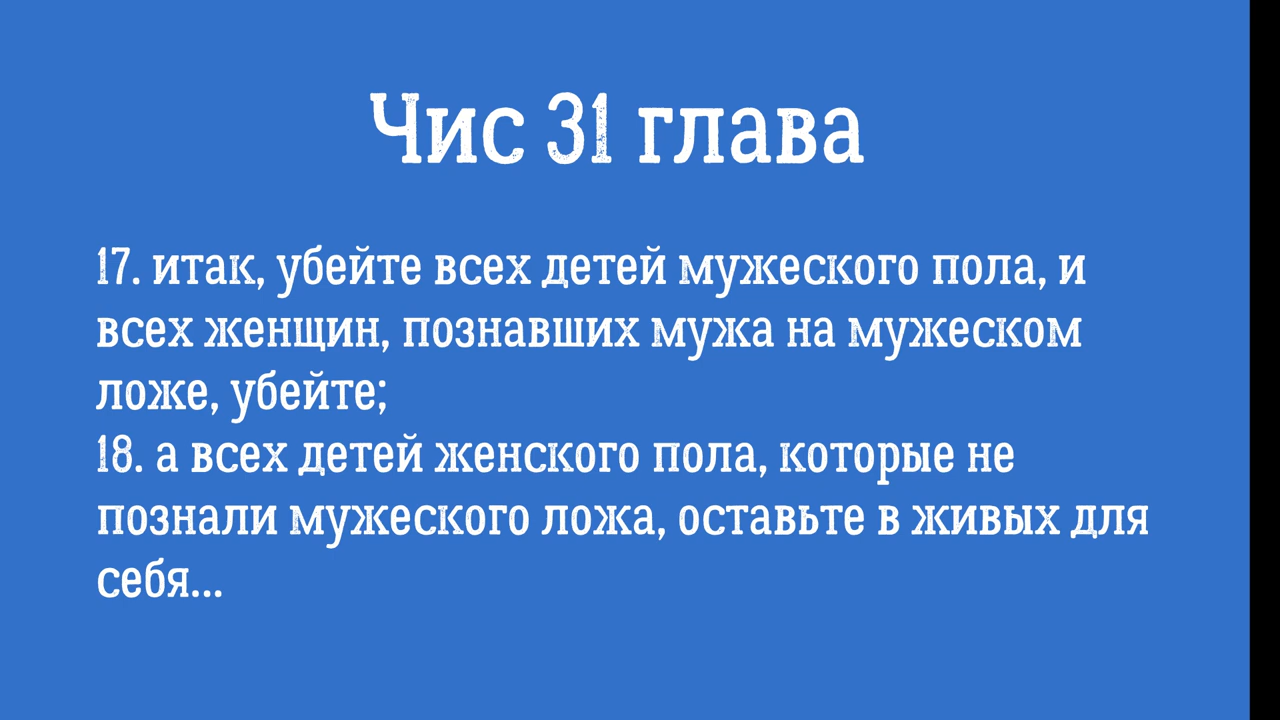 Чис 31 глава
17. итак, убейте всех детей мужеского пола, и
всех женщин, познавших мужа на мужеском
ложе, убейте;
18. а всех детей женского пола, которые не
познали мужеского ложа, оставьте в живых для
себя...